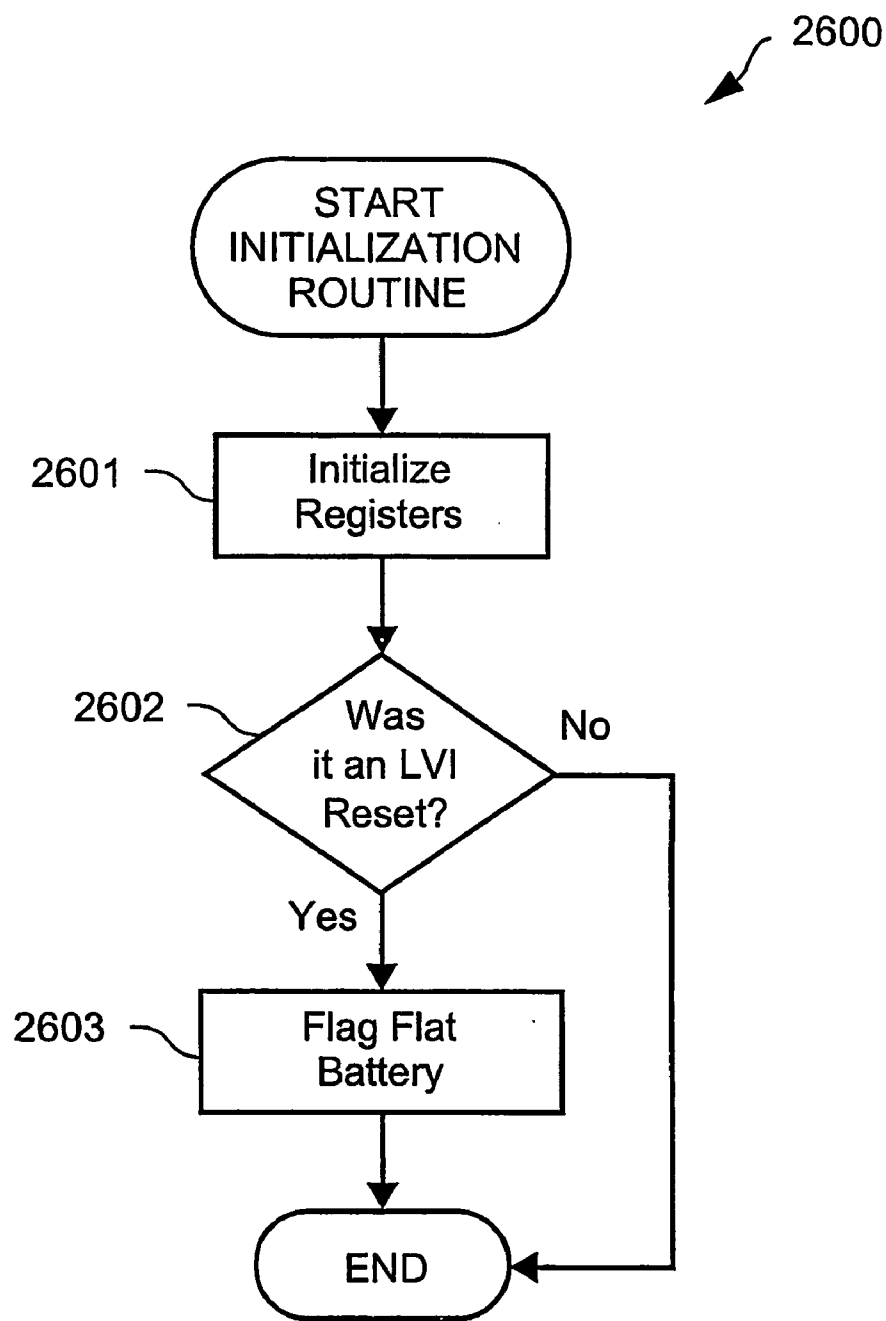 2600
START
INITIALIZATION
ROUTINE
2601
Initialize
Registers
2602
Was
it an LVI
Reset?
No
Yes
2603
Flag Flat
Battery
END